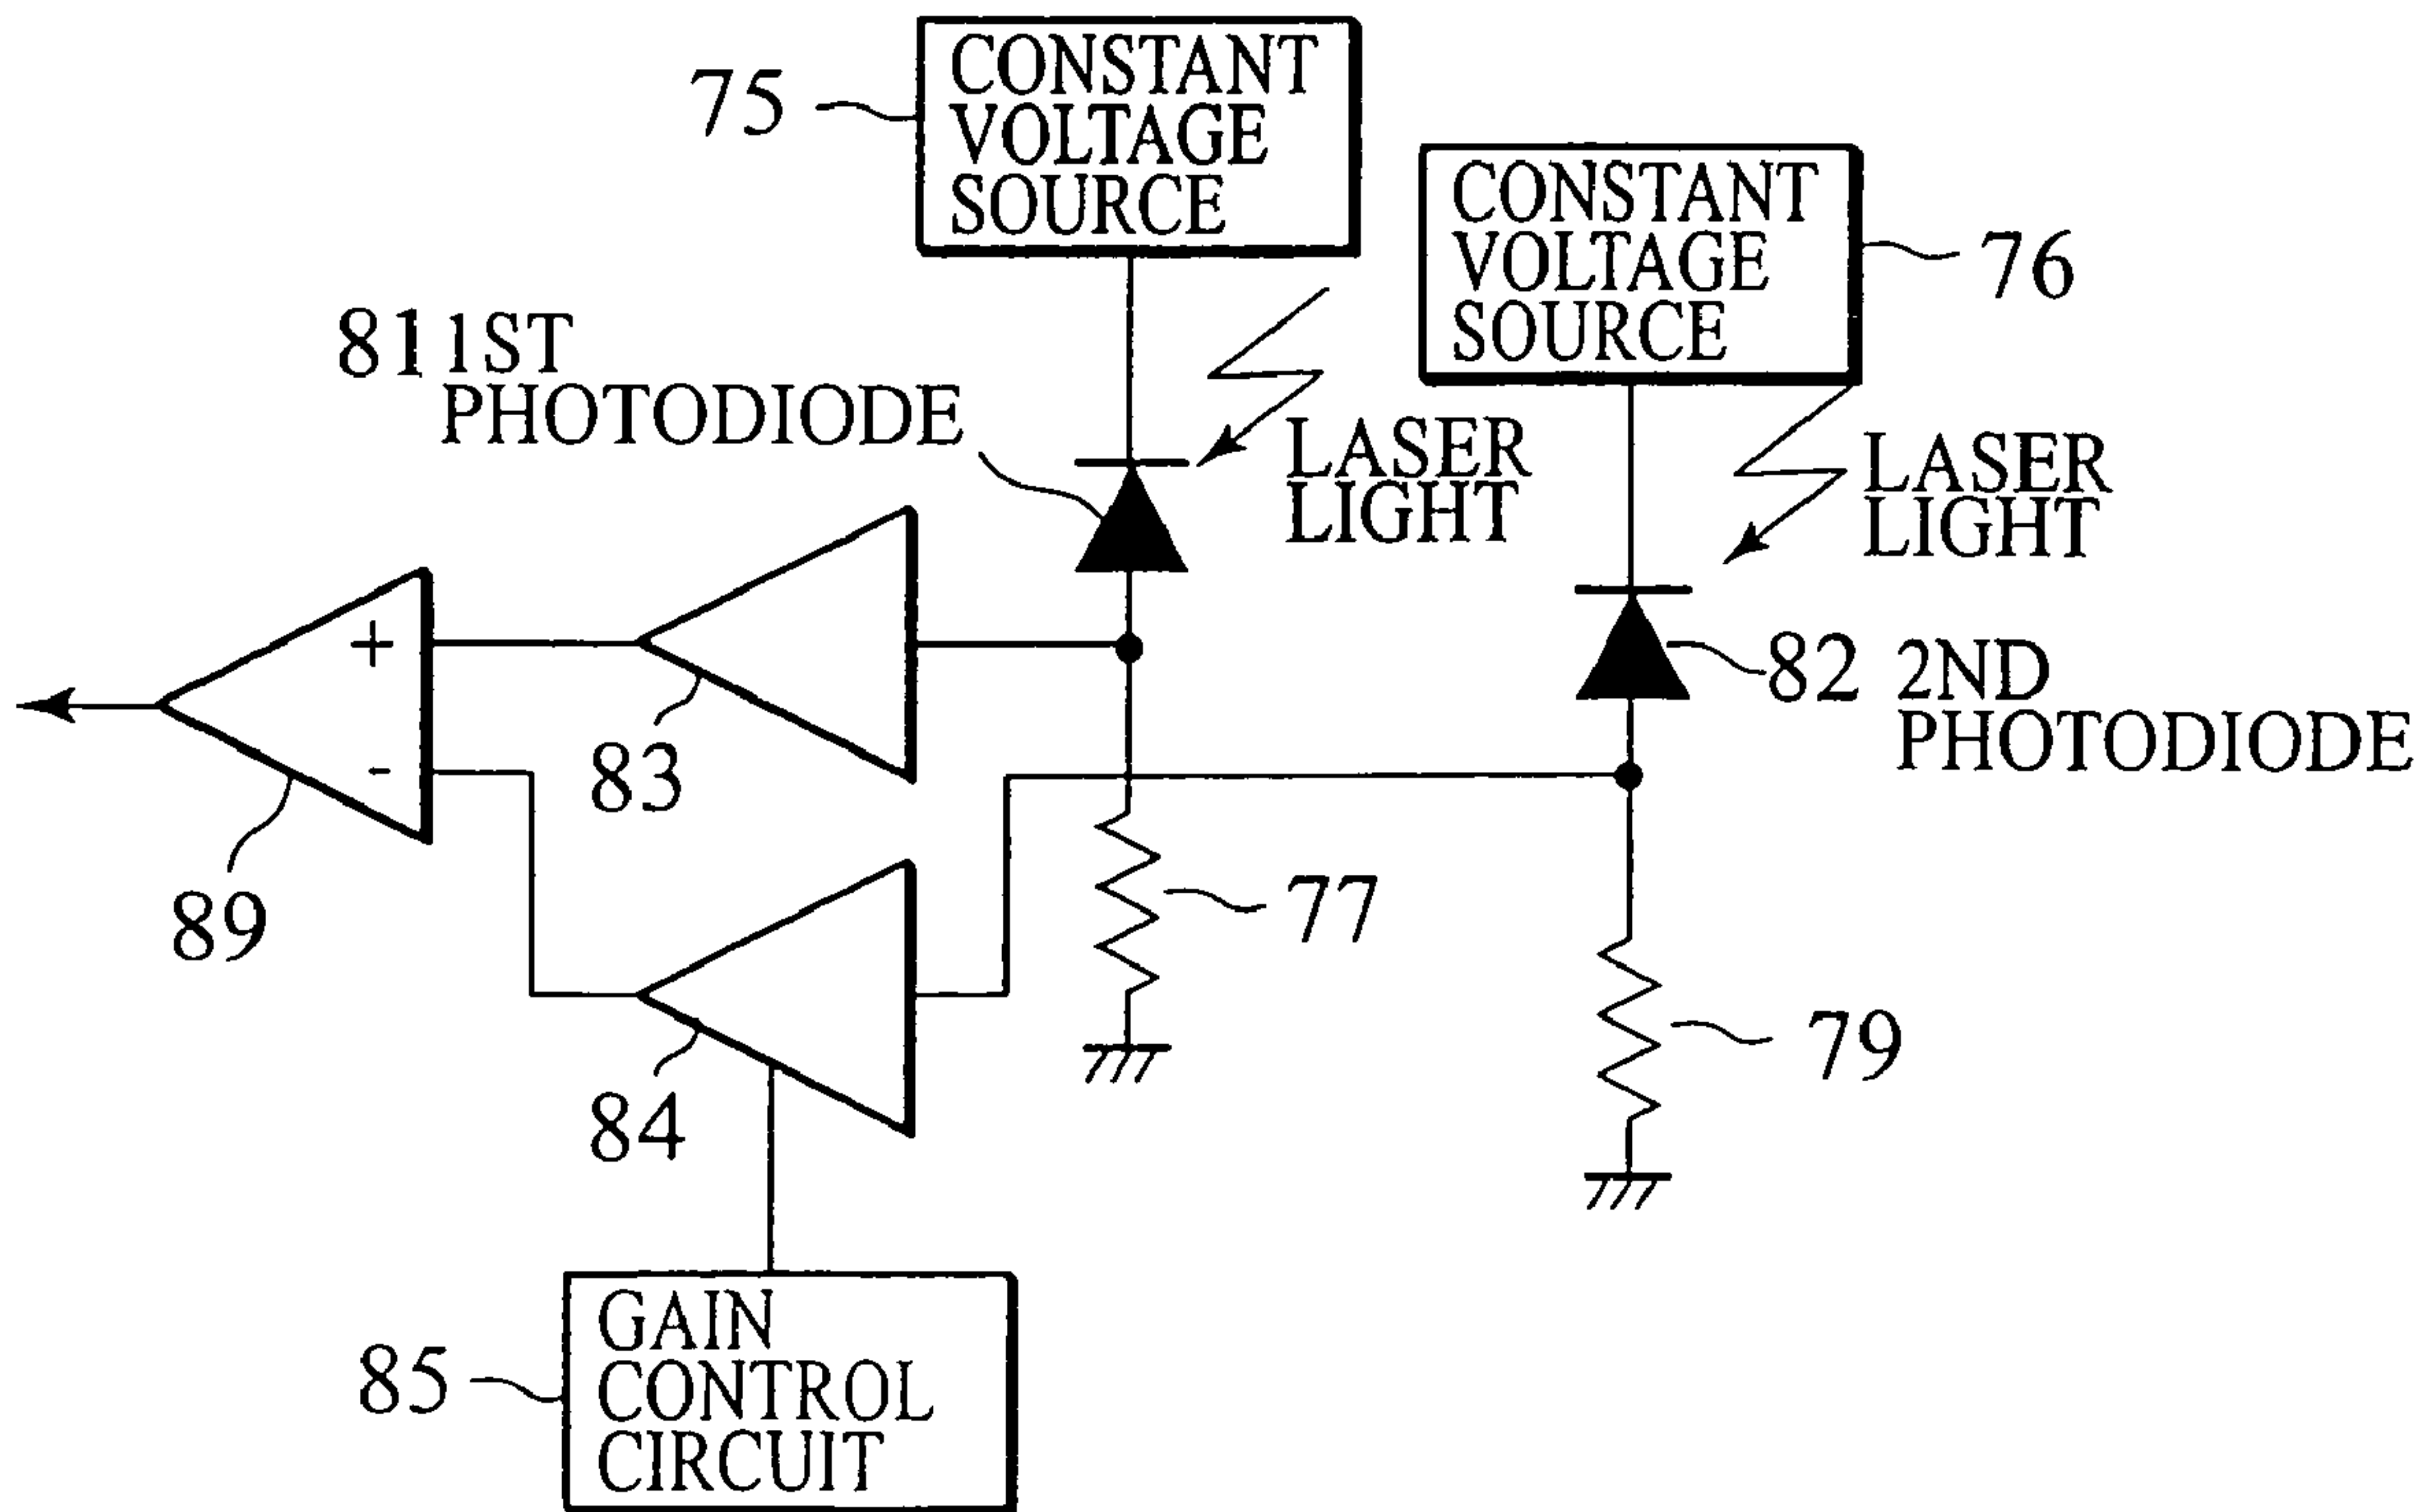 75
CONSTANT
VOLTAGE
SOURCE
CONSTANT
VOLTAGE
SOURCE
76
81 1ST
PHOTODIODE
LASER
LIGHT
LASER
LIGHT
82 2ND
PHOTODIODE
+
-
83
89
77
79
84
85
GAIN
CONTROL
CIRCUIT